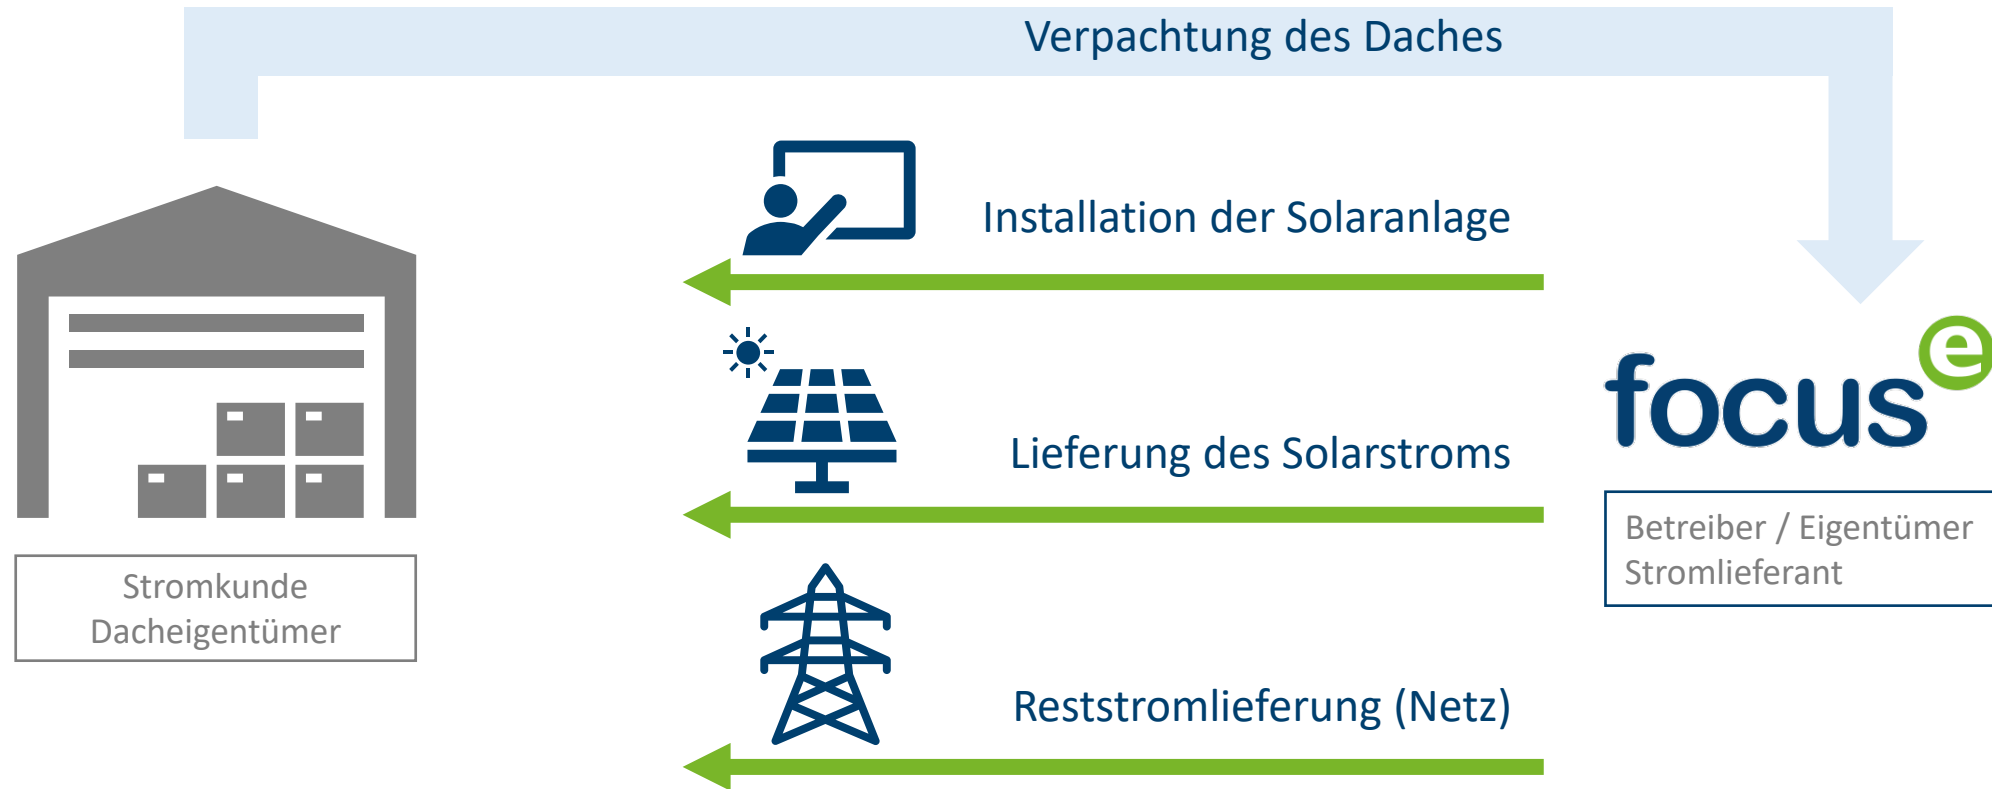 Verpachtung des Daches
Installation der Solaranlage
Lieferung des Solarstroms
Reststromlieferung (Netz)
Stromkunde
Dacheigentümer
focus e
Betreiber / Eigentümer
Stromlieferant